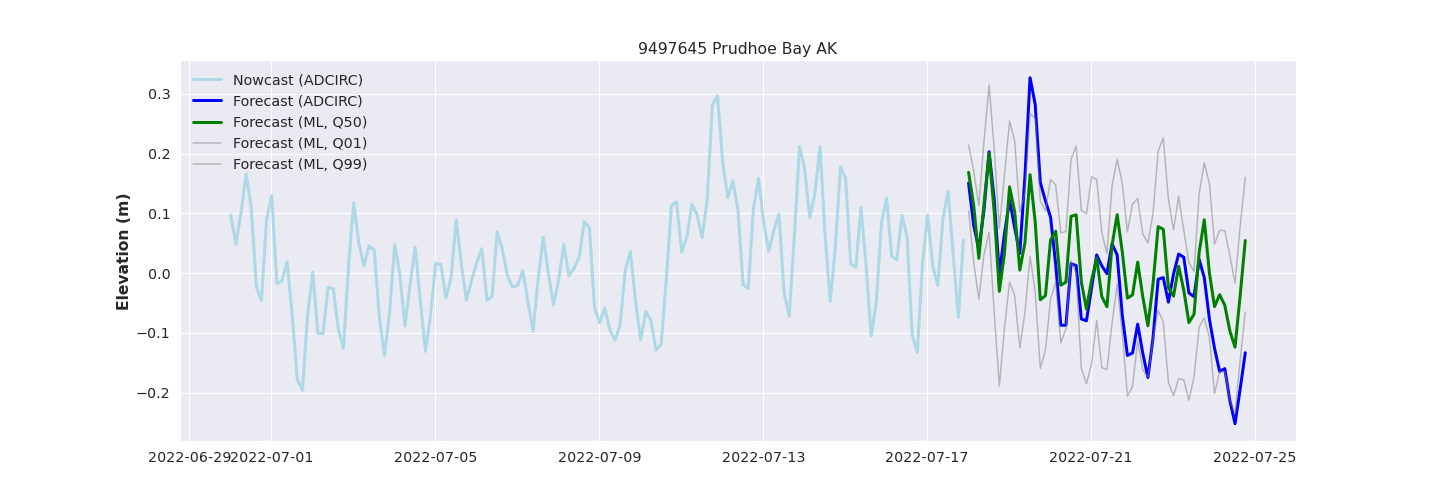 9497645 Prudhoe Bay AK
Nowcast (ADCIRC)
Forecast (ADCIRC)
Forecast (ML, Q50)
Forecast (ML, Q01)
Forecast (ML, Q99)
Elevation (m)
0.3
0.2
0.1
0.0
−0.1
−0.2
2022-06-29 2022-07-01 2022-07-05 2022-07-09 2022-07-13 2022-07-17 2022-07-21 2022-07-25